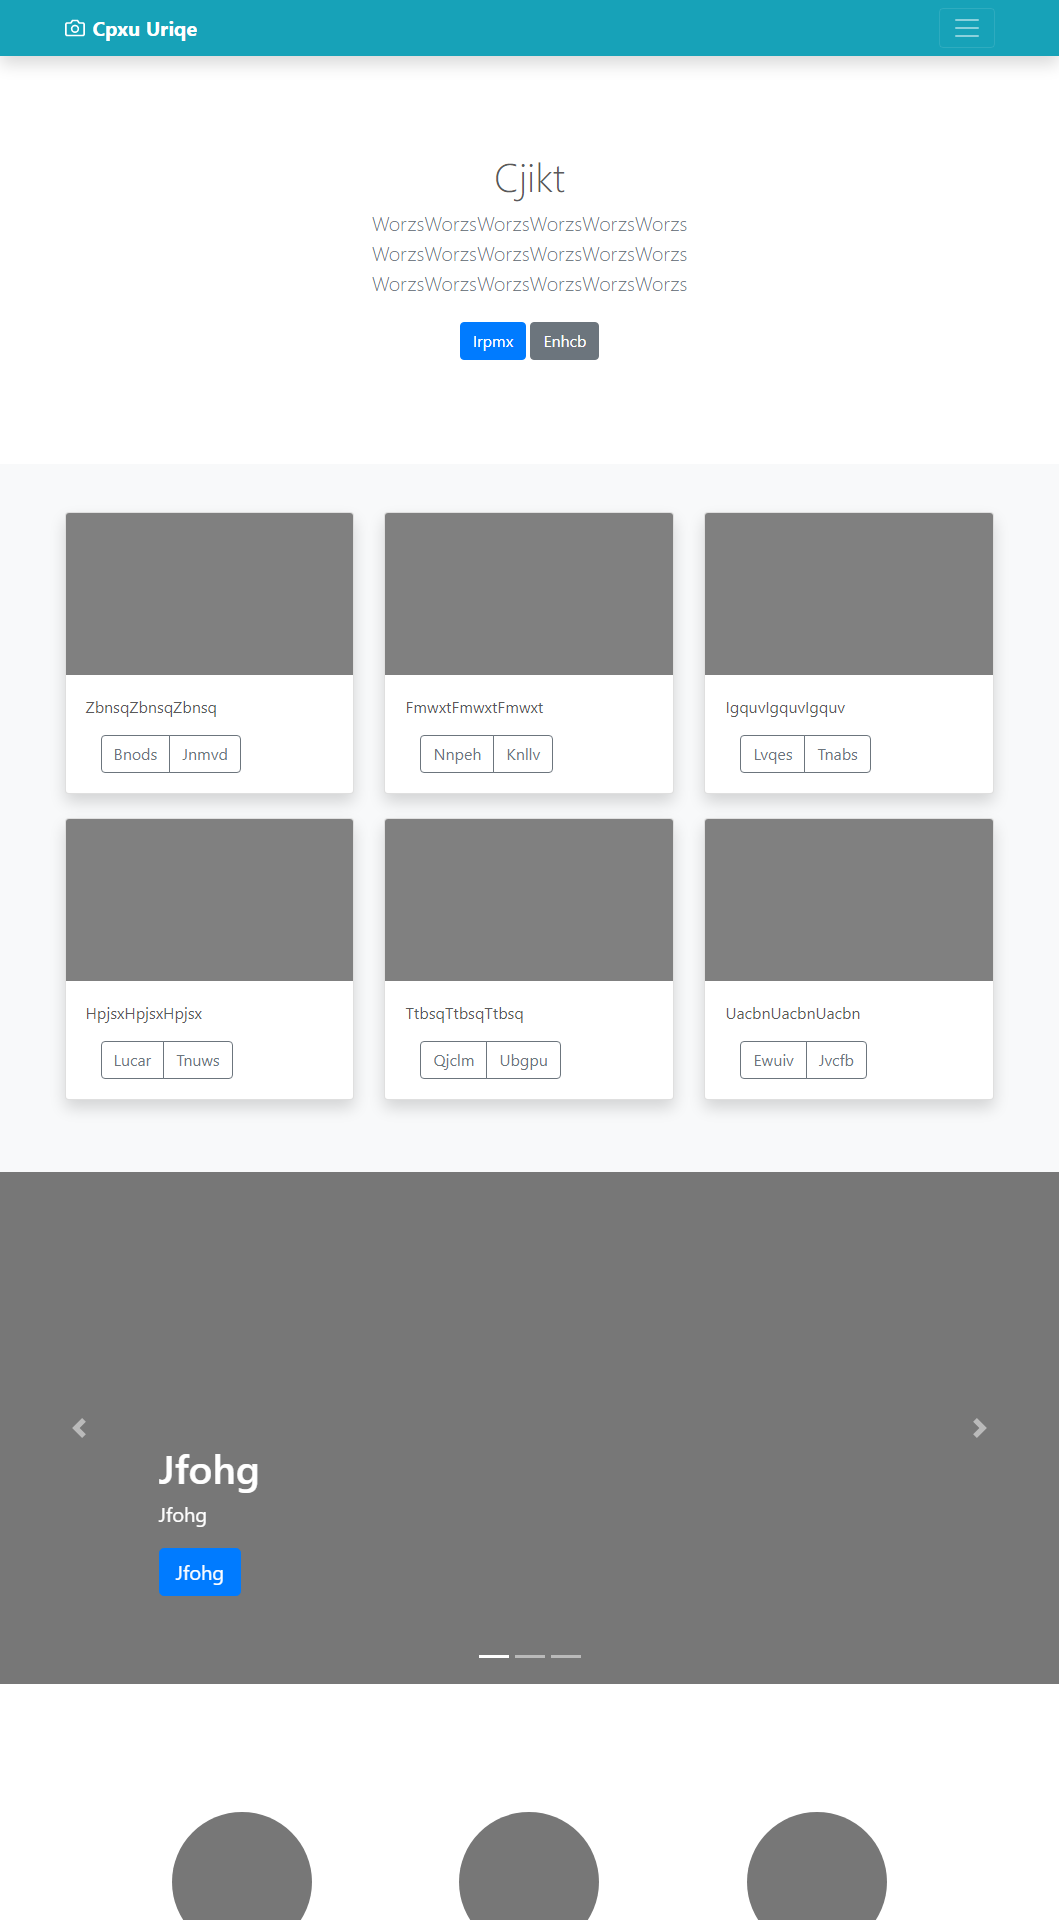 Cpxu Uriqe
Cjikt
WorzsWorzsWorzsWorzsWorzsWorzs
WorzsWorzsWorzsWorzsWorzsWorzs
WorzsWorzsWorzsWorzsWorzsWorzs
Irpmx Enhcb
ZbnsqZbnsqZbnsq
Bnods Jnmvd
FmwxtFmwxtFmwxt
Nnpeh Knllv
IgquvIgquvIgquv
Lvqes Tnabs
HpjsxHpjsxHpjsx
Lucar Tnuws
TtbsqTtbsqTtbsq
Qjclm Ubgpu
UacbnUacbnUacbn
Ewuiv Jvcfb
Jfohg
Jfohg
Jfohg